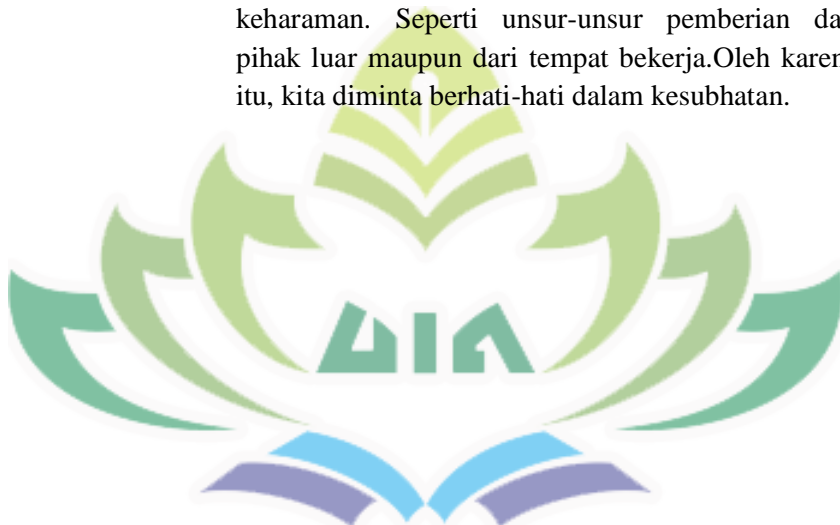 keharaman. Seperti unsur-unsur pemberian da
pihak luar maupun dari tempat bekerja.Oleh karen
itu, kita diminta berhati-hati dalam kesubhatan.
UIN